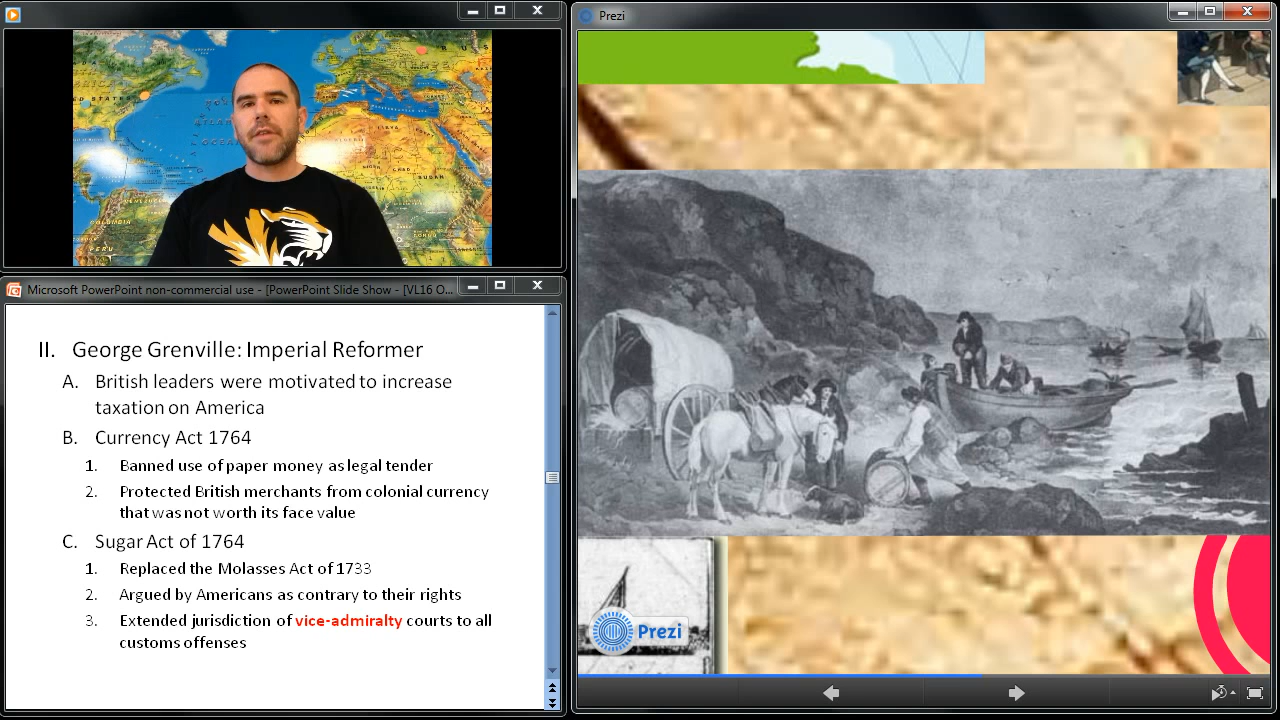 Prezi
Microsoft PowerPoint non-commercial use - [PowerPoint Slide Show - [VL16 O...
II. George Grenville: Imperial Reformer
A. British leaders were motivated to increase
taxation on America
B. Currency Act 1764
1. Banned use of paper money as legal tender
2. Protected British merchants from colonial currency
that was not worth its face value
C. Sugar Act of 1764
1. Replaced the Molasses Act of 1733
2. Argued by Americans as contrary to their rights
3. Extended jurisdiction of vice-admiralty courts to all
customs offenses
Prezi